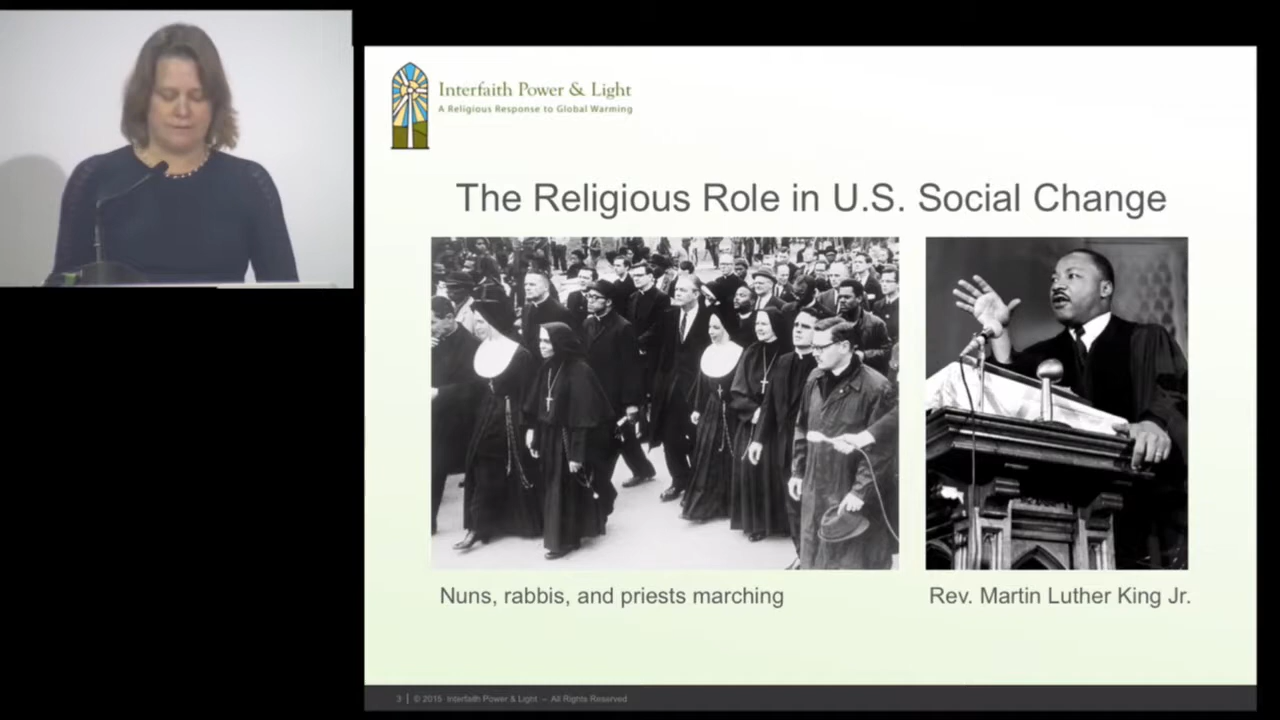 Interfaith Power & Light
A Religious Response to Global Warming
The Religious Role in U.S. Social Change
Nuns, rabbis, and priests marching
Rev. Martin Luther King Jr.
3 | © 2015 Interfaith Power & Light – All Rights Reserved